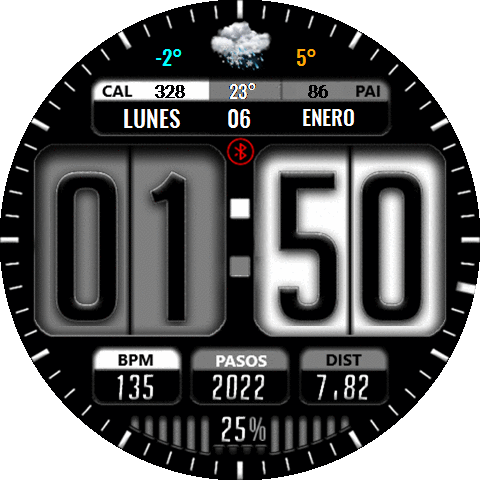 -2° 5°
CAL 328 23° 86 PAI
LUNES 06 ENERO
01:50
BPM PASOS DIST
135 2022 7,82
25%